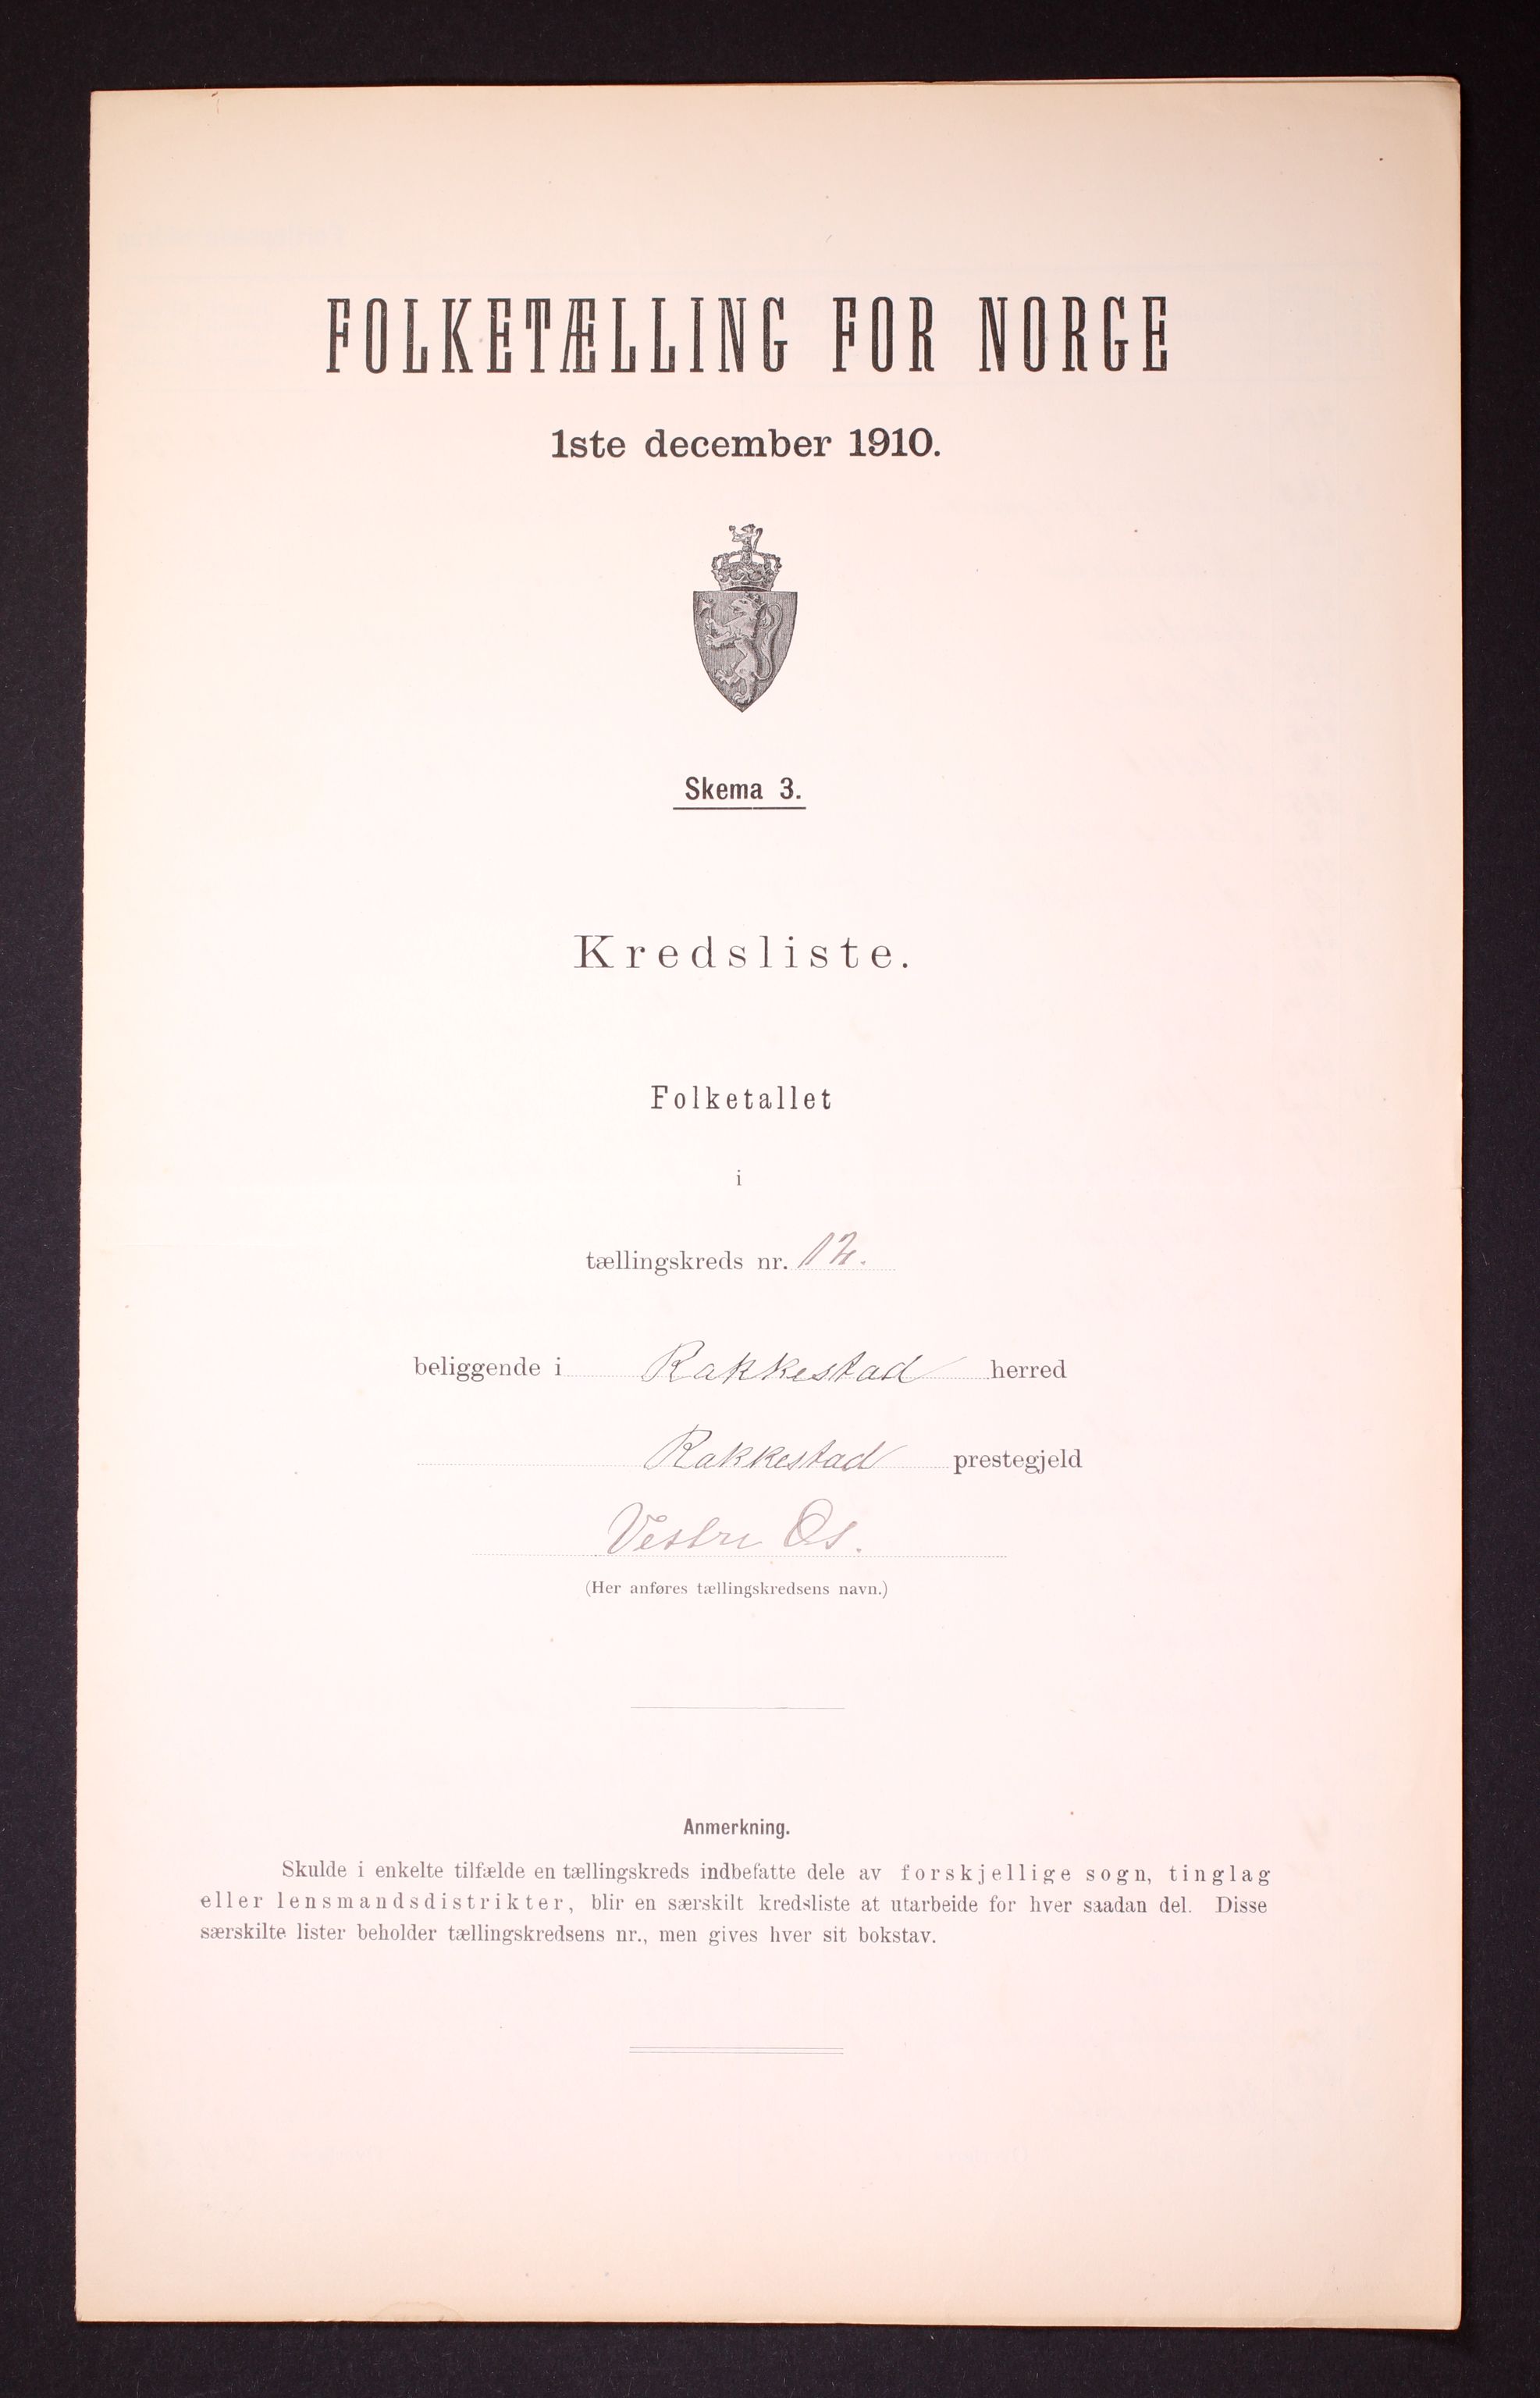 FOLKETÆLLING FOR NORGE
1ste december 1910.
Skema 3.
Kredsliste.
Folketallet
i
tællingskreds nr. 12.
beliggende i Rakkestad herred
Rakkestad prestegjeld
Vestre Os.
(Her anføres tællingskredsens navn.)
Anmerkning.
Skulde i enkelte tilfælde en tællingskreds indbefatte dele av forskjellige sogn, tinglag
eller lensmandsdistrikter, blir en særskilt kredsliste at utarbeide for hver saadan del. Disse
særskilte lister beholder tællingskredsens nr., men gives hver sit bokstav.